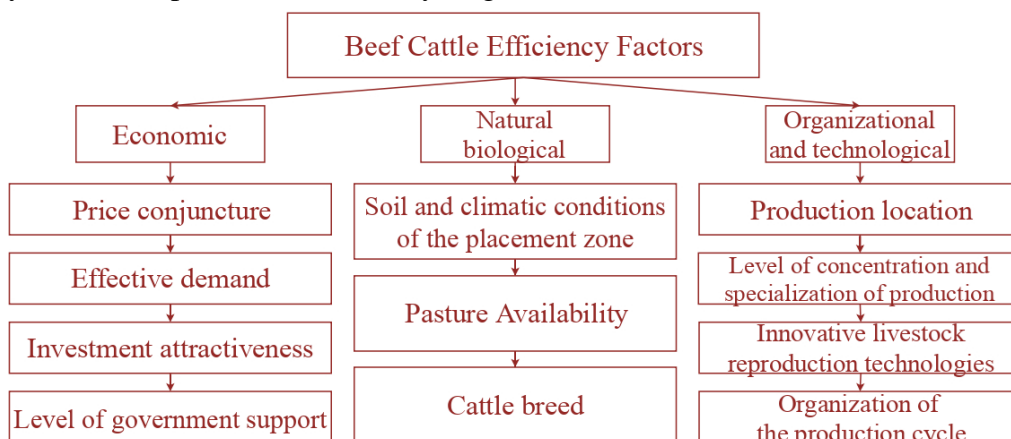 Beef Cattle Efficiency Factors
Economic
Natural
biological
Organizational
and technological
Price conjuncture
Soil and climatic conditions
of the placement zone
Production location
Effective demand
Pasture Availability
Level of concentration and
specialization of production
Investment attractiveness
Innovative livestock
reproduction technologies
Level of government support
Cattle breed
Organization of
the production cycle